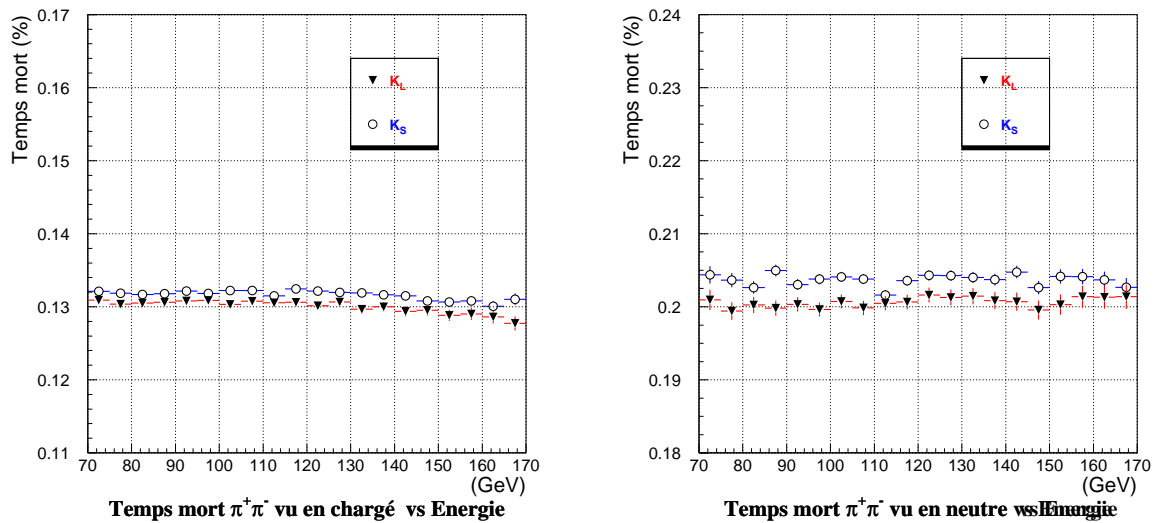 Temps mort (%)
0.17
0.16
0.15
0.14
0.13
0.12
0.11
K_L
K_S
70 80 90 100 110 120 130 140 150 160 170
(GeV)
Temps mort π⁺π⁻ vu en chargé vs Energie
Temps mort (%)
0.24
0.23
0.22
0.21
0.2
0.19
0.18
K_L
K_S
70 80 90 100 110 120 130 140 150 160 170
(GeV)
Temps mort π⁺π⁻ vu en neutre vs Energie